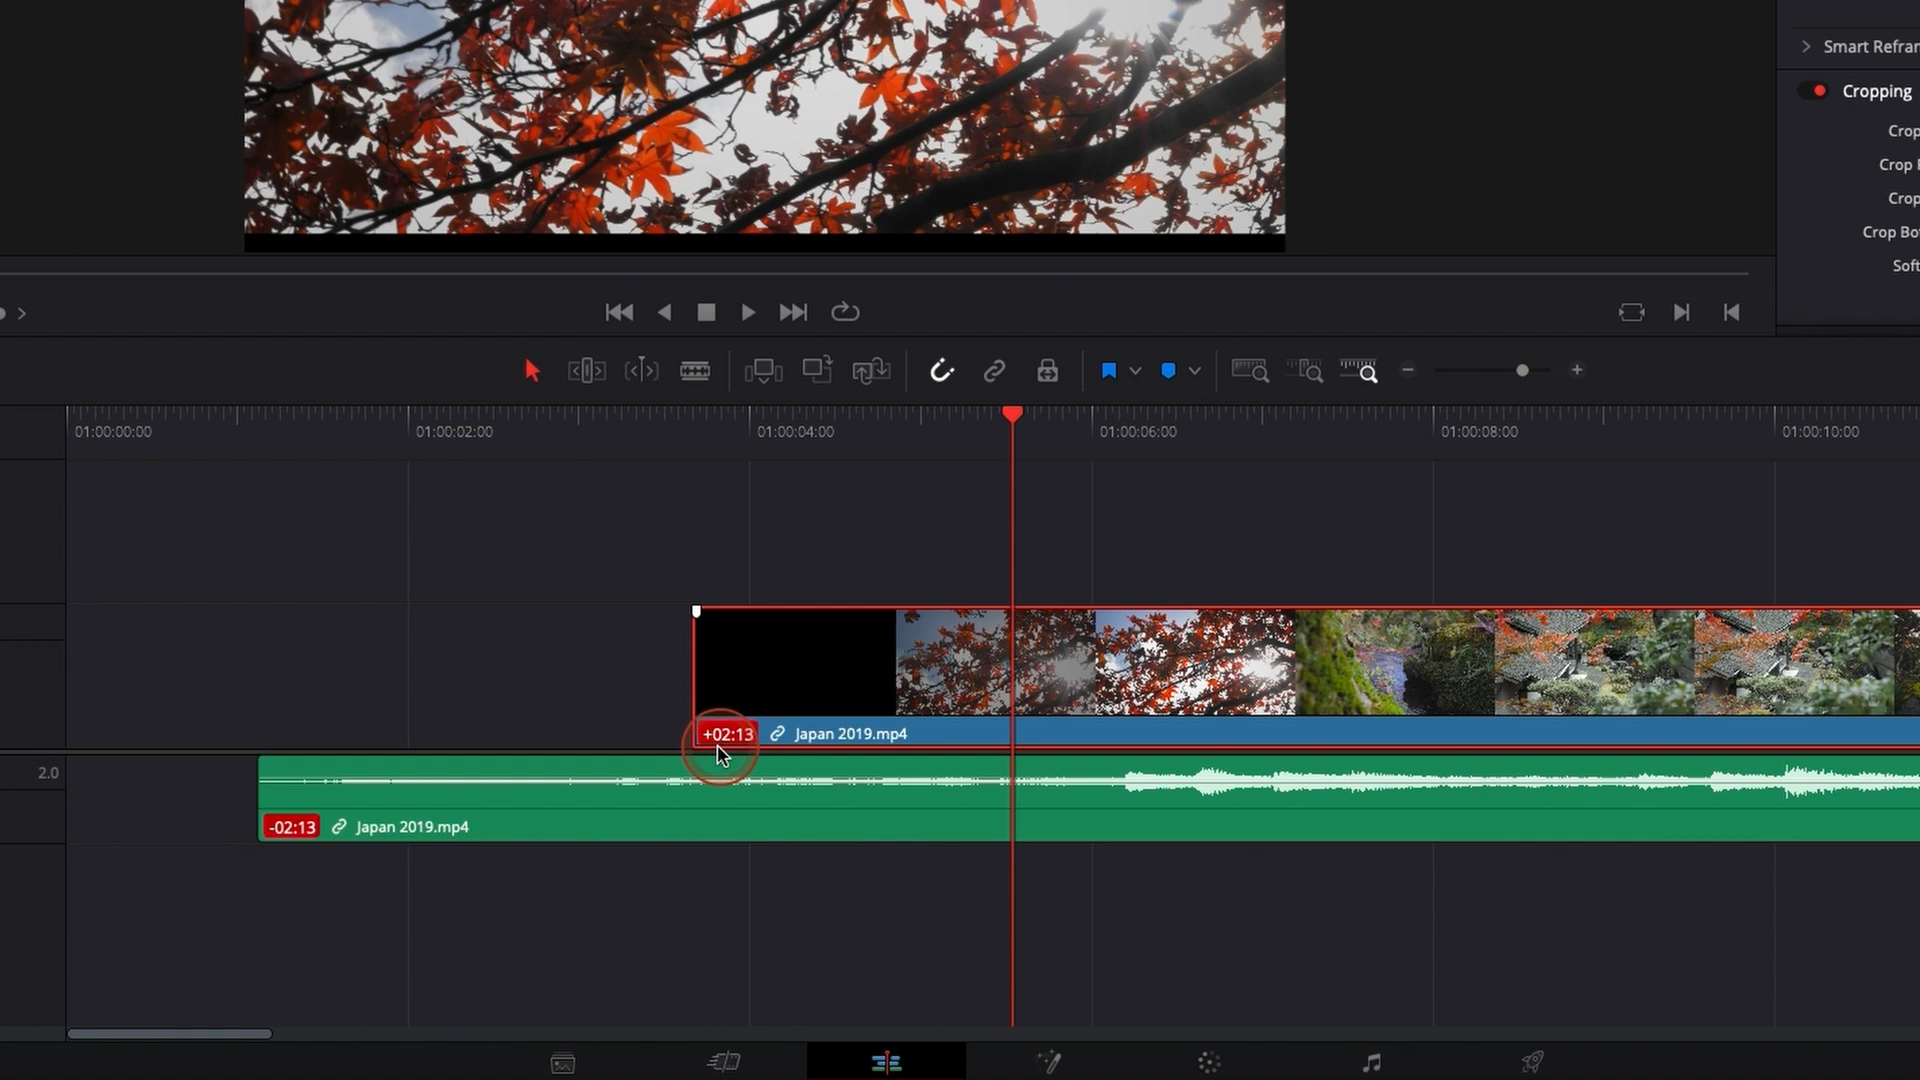 Smart Refra
Cropping
Crop
Crop
Crop
Crop Bo
Soft
01:00:00:00
01:00:02:00
01:00:04:00
01:00:06:00
01:00:08:00
01:00:10:00
+02:13
Japan 2019.mp4
2.0
-02:13
Japan 2019.mp4